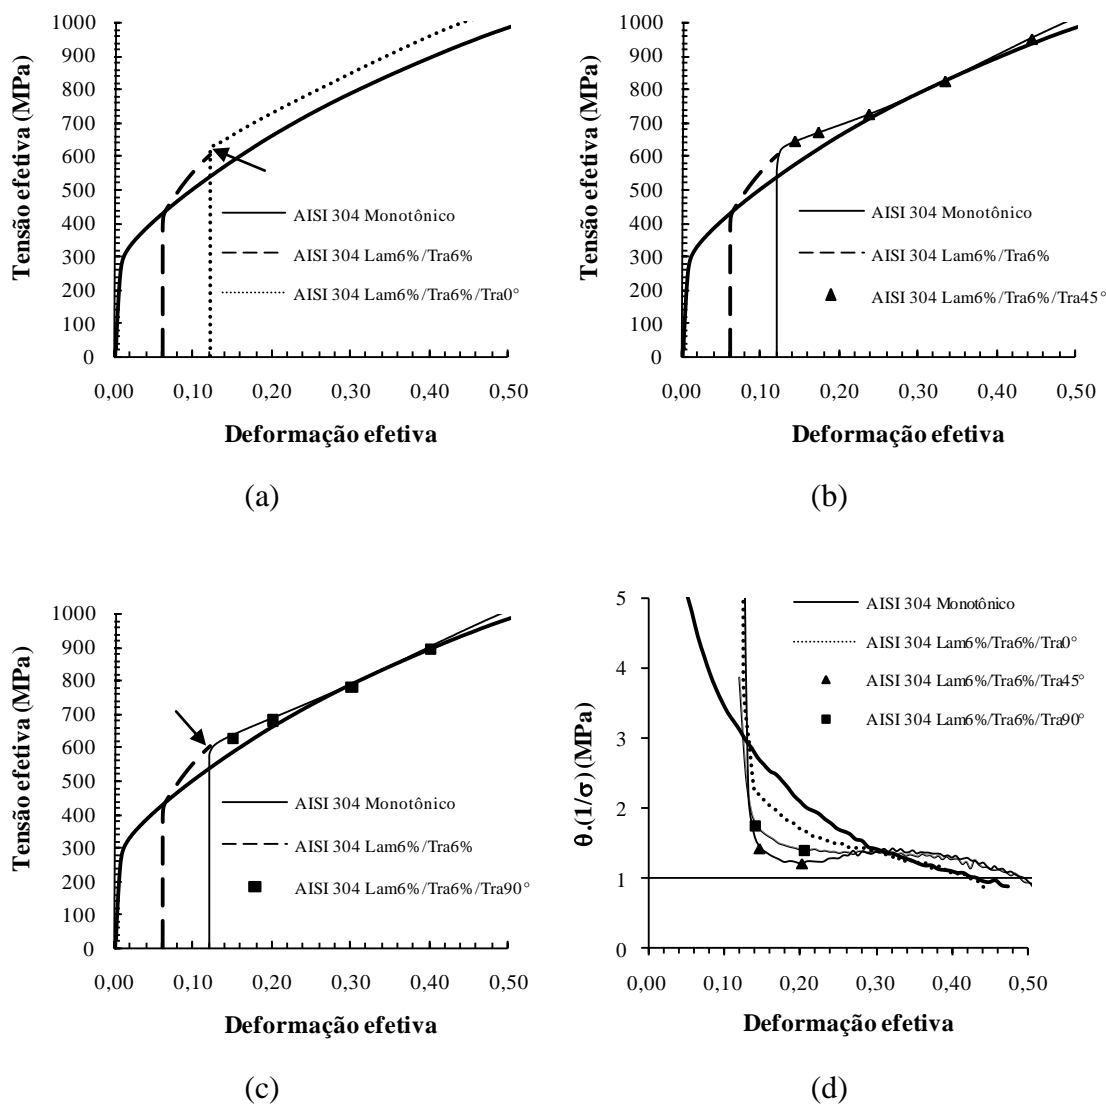 1000
900
800
700
600
500
400
300
200
100
0
Tensão efetiva (MPa)
AISI 304 Monotônico
AISI 304 Lam6%/Tra6%
AISI 304 Lam6%/Tra6%/Tra0°
0,00 0,10 0,20 0,30 0,40 0,50
Deformação efetiva
(a)
1000
900
800
700
600
500
400
300
200
100
0
Tensão efetiva (MPa)
AISI 304 Monotônico
AISI 304 Lam6%/Tra6%
AISI 304 Lam6%/Tra6%/Tra45°
0,00 0,10 0,20 0,30 0,40 0,50
Deformação efetiva
(b)
1000
900
800
700
600
500
400
300
200
100
0
Tensão efetiva (MPa)
AISI 304 Monotônico
AISI 304 Lam6%/Tra6%
AISI 304 Lam6%/Tra6%/Tra90°
0,00 0,10 0,20 0,30 0,40 0,50
Deformação efetiva
(c)
5
4
3
2
1
0
θ.(1/σ) (MPa)
AISI 304 Monotônico
AISI 304 Lam6%/Tra6%/Tra0°
AISI 304 Lam6%/Tra6%/Tra45°
AISI 304 Lam6%/Tra6%/Tra90°
0,00 0,10 0,20 0,30 0,40 0,50
Deformação efetiva
(d)